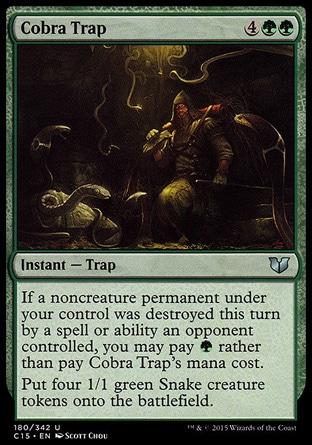 Cobra Trap 4
Instant — Trap
If a noncreature permanent under
your control was destroyed this turn
by a spell or ability an opponent
controlled, you may pay rather
than pay Cobra Trap's mana cost.
Put four 1/1 green Snake creature
tokens onto the battlefield.
180/342 U
C15 • EN Scott Chou
™ & © 2015 Wizards of the Coast